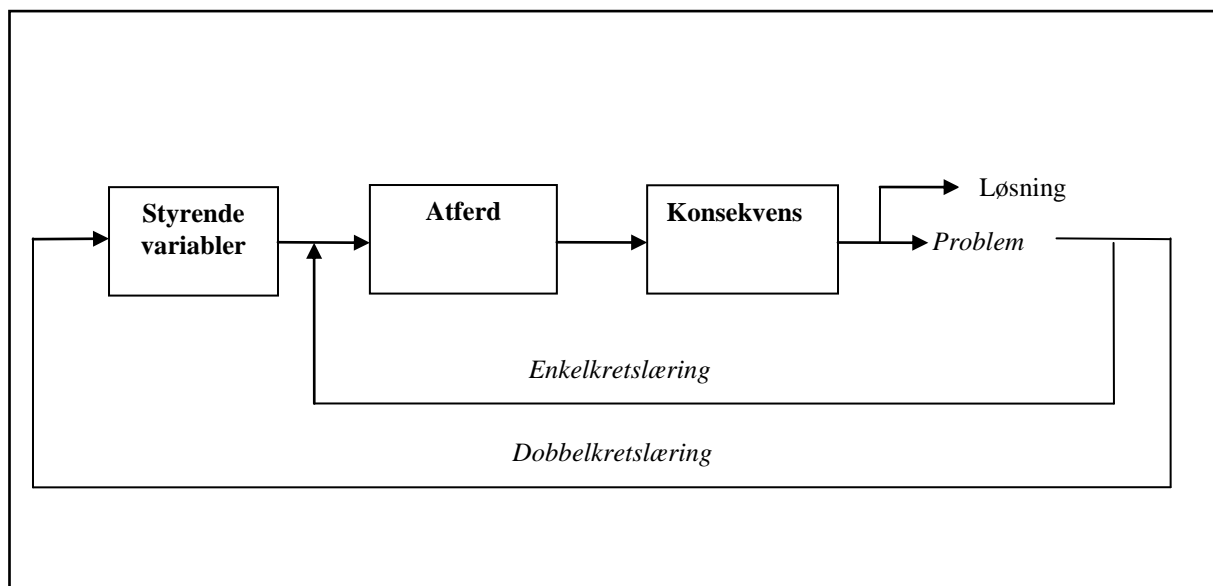 Styrende
variabler
Atferd
Konsekvens
Løsning
Problem
Enkelkretslæring
Dobbelkretslæring